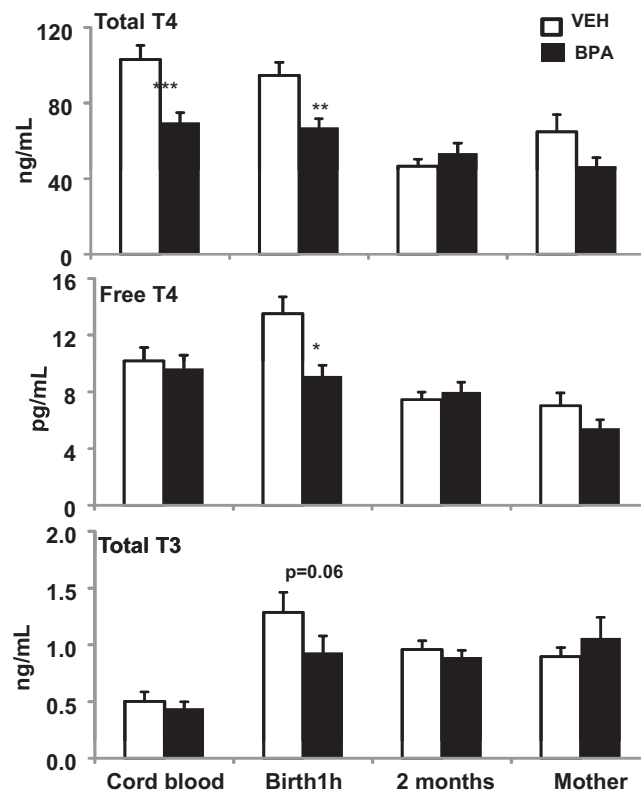 Total T4
VEH
BPA
120
80
40
0
ng/mL
***
**
Free T4
16
12
8
4
0
pg/mL
*
Total T3
2.0
1.5
1.0
0.5
0.0
ng/mL
p=0.06
Cord blood Birth1h 2 months Mother